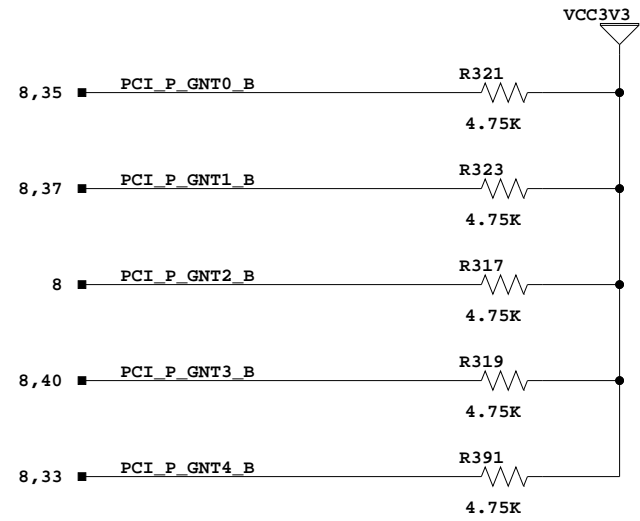 VCC3V3
R321
8,35 PCI_P_GNT0_B
4.75K
R323
8,37 PCI_P_GNT1_B
4.75K
R317
8 PCI_P_GNT2_B
4.75K
R319
8,40 PCI_P_GNT3_B
4.75K
R391
8,33 PCI_P_GNT4_B
4.75K